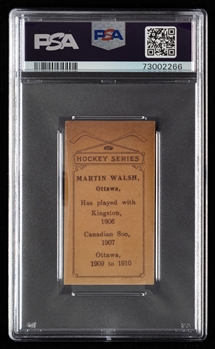 PSA
PSA
73002266
HOCKEY SERIES
MARTIN WALSH,
Ottawa,
Has played with
Kingston,
1906
Canadian Soo,
1907
Ottawa,
1909 to 1910